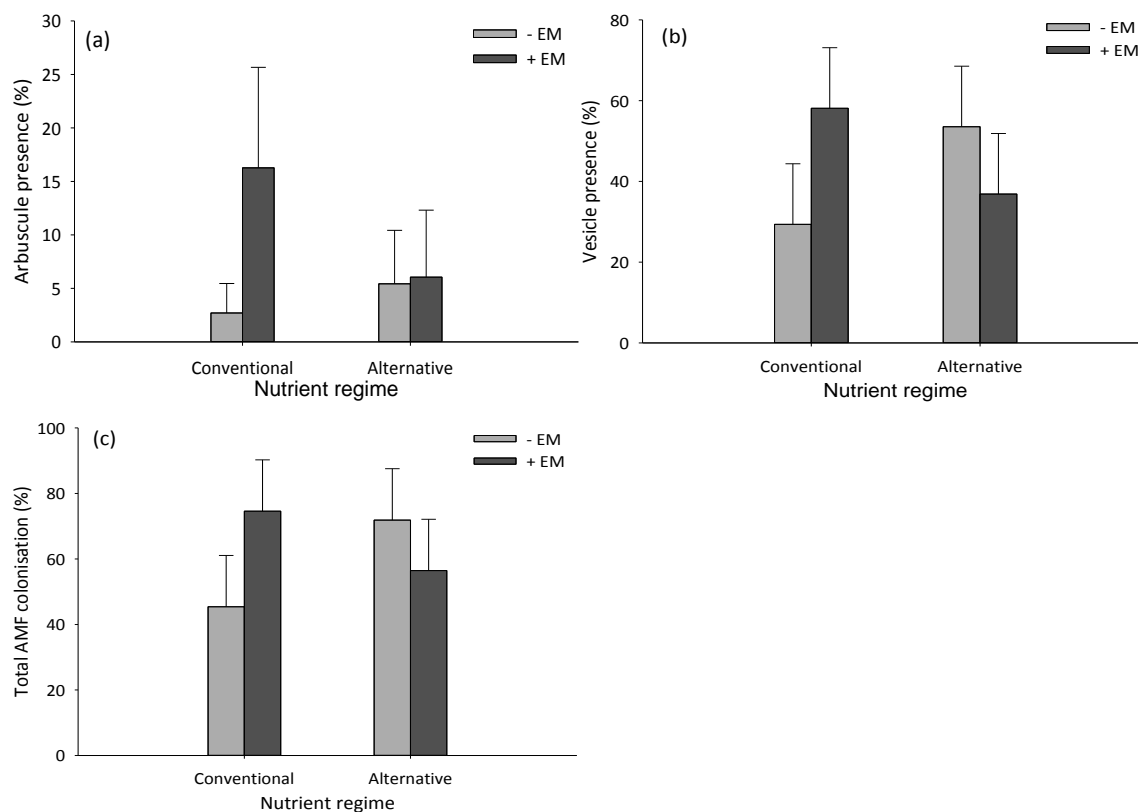 (a)
- EM
+ EM
Arbuscule presence (%)
30
25
20
15
10
5
0
Conventional Alternative
Nutrient regime
(b)
- EM
+ EM
Vesicle presence (%)
80
60
40
20
0
Conventional Alternative
Nutrient regime
(c)
- EM
+ EM
Total AMF colonisation (%)
100
80
60
40
20
0
Conventional Alternative
Nutrient regime